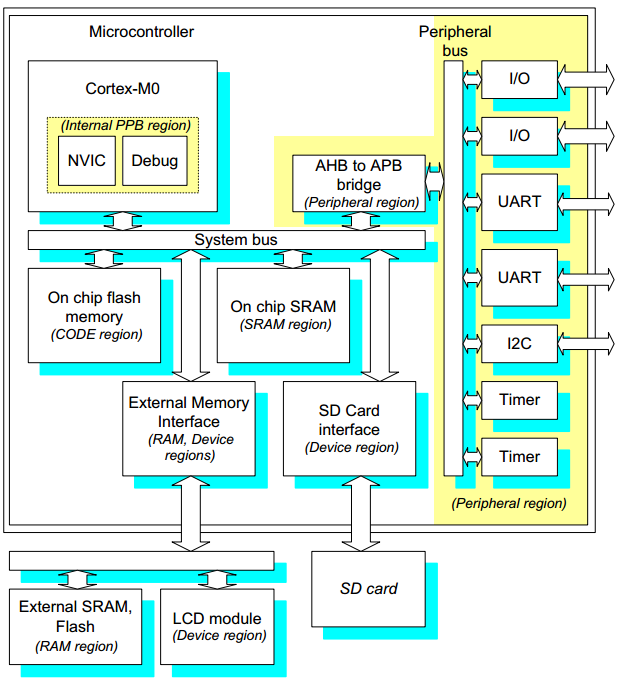 Microcontroller
Peripheral
bus
Cortex-M0
(Internal PPB region)
NVIC
Debug
AHB to APB
bridge
(Peripheral region)
System bus
On chip flash
memory
(CODE region)
On chip SRAM
(SRAM region)
External Memory
Interface
(RAM, Device
regions)
SD Card
interface
(Device region)
I/O
I/O
UART
UART
I2C
Timer
Timer
(Peripheral region)
External SRAM,
Flash
(RAM region)
LCD module
(Device region)
SD card